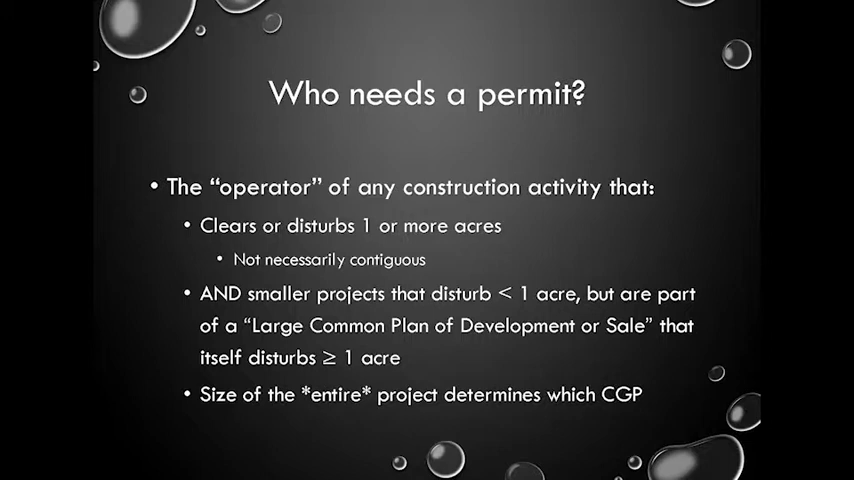 Who needs a permit?
• The “operator” of any construction activity that:
• Clears or disturbs 1 or more acres
• Not necessarily contiguous
• AND smaller projects that disturb < 1 acre, but are part
of a “Large Common Plan of Development or Sale” that
itself disturbs ≥ 1 acre
• Size of the *entire* project determines which CGP